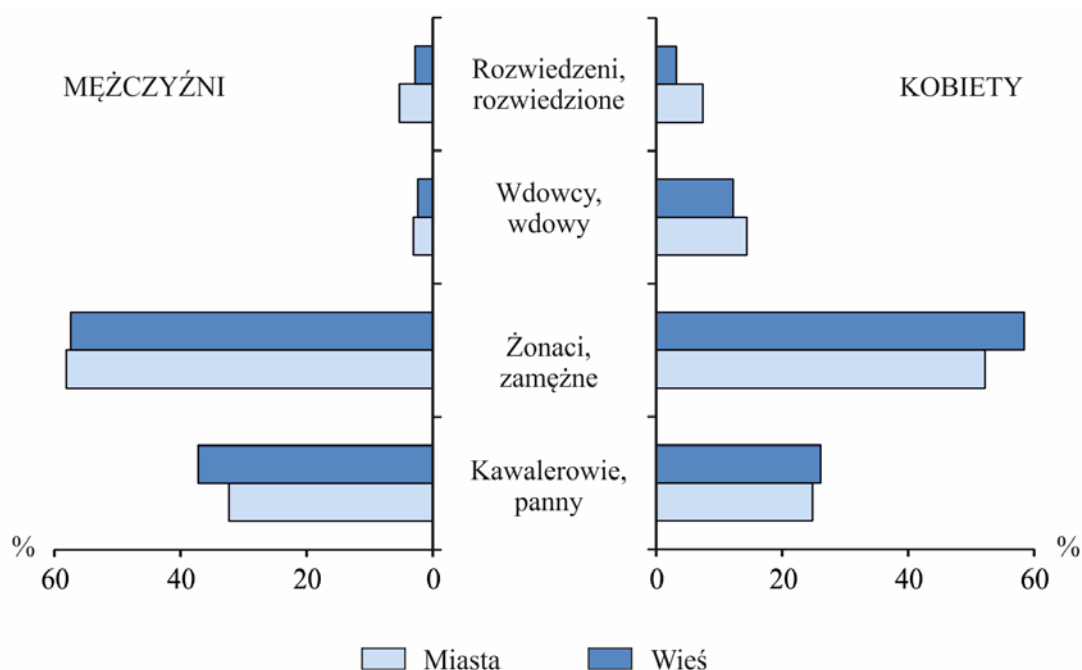 MĘŻCZYŹNI
KOBIETY
Rozwiedzeni,
rozwiedzione
Wdowcy,
wdowy
Żonaci,
zamężne
Kawalerowie,
panny
% %
60 40 20 0 0 20 40 60
Miasta Wieś